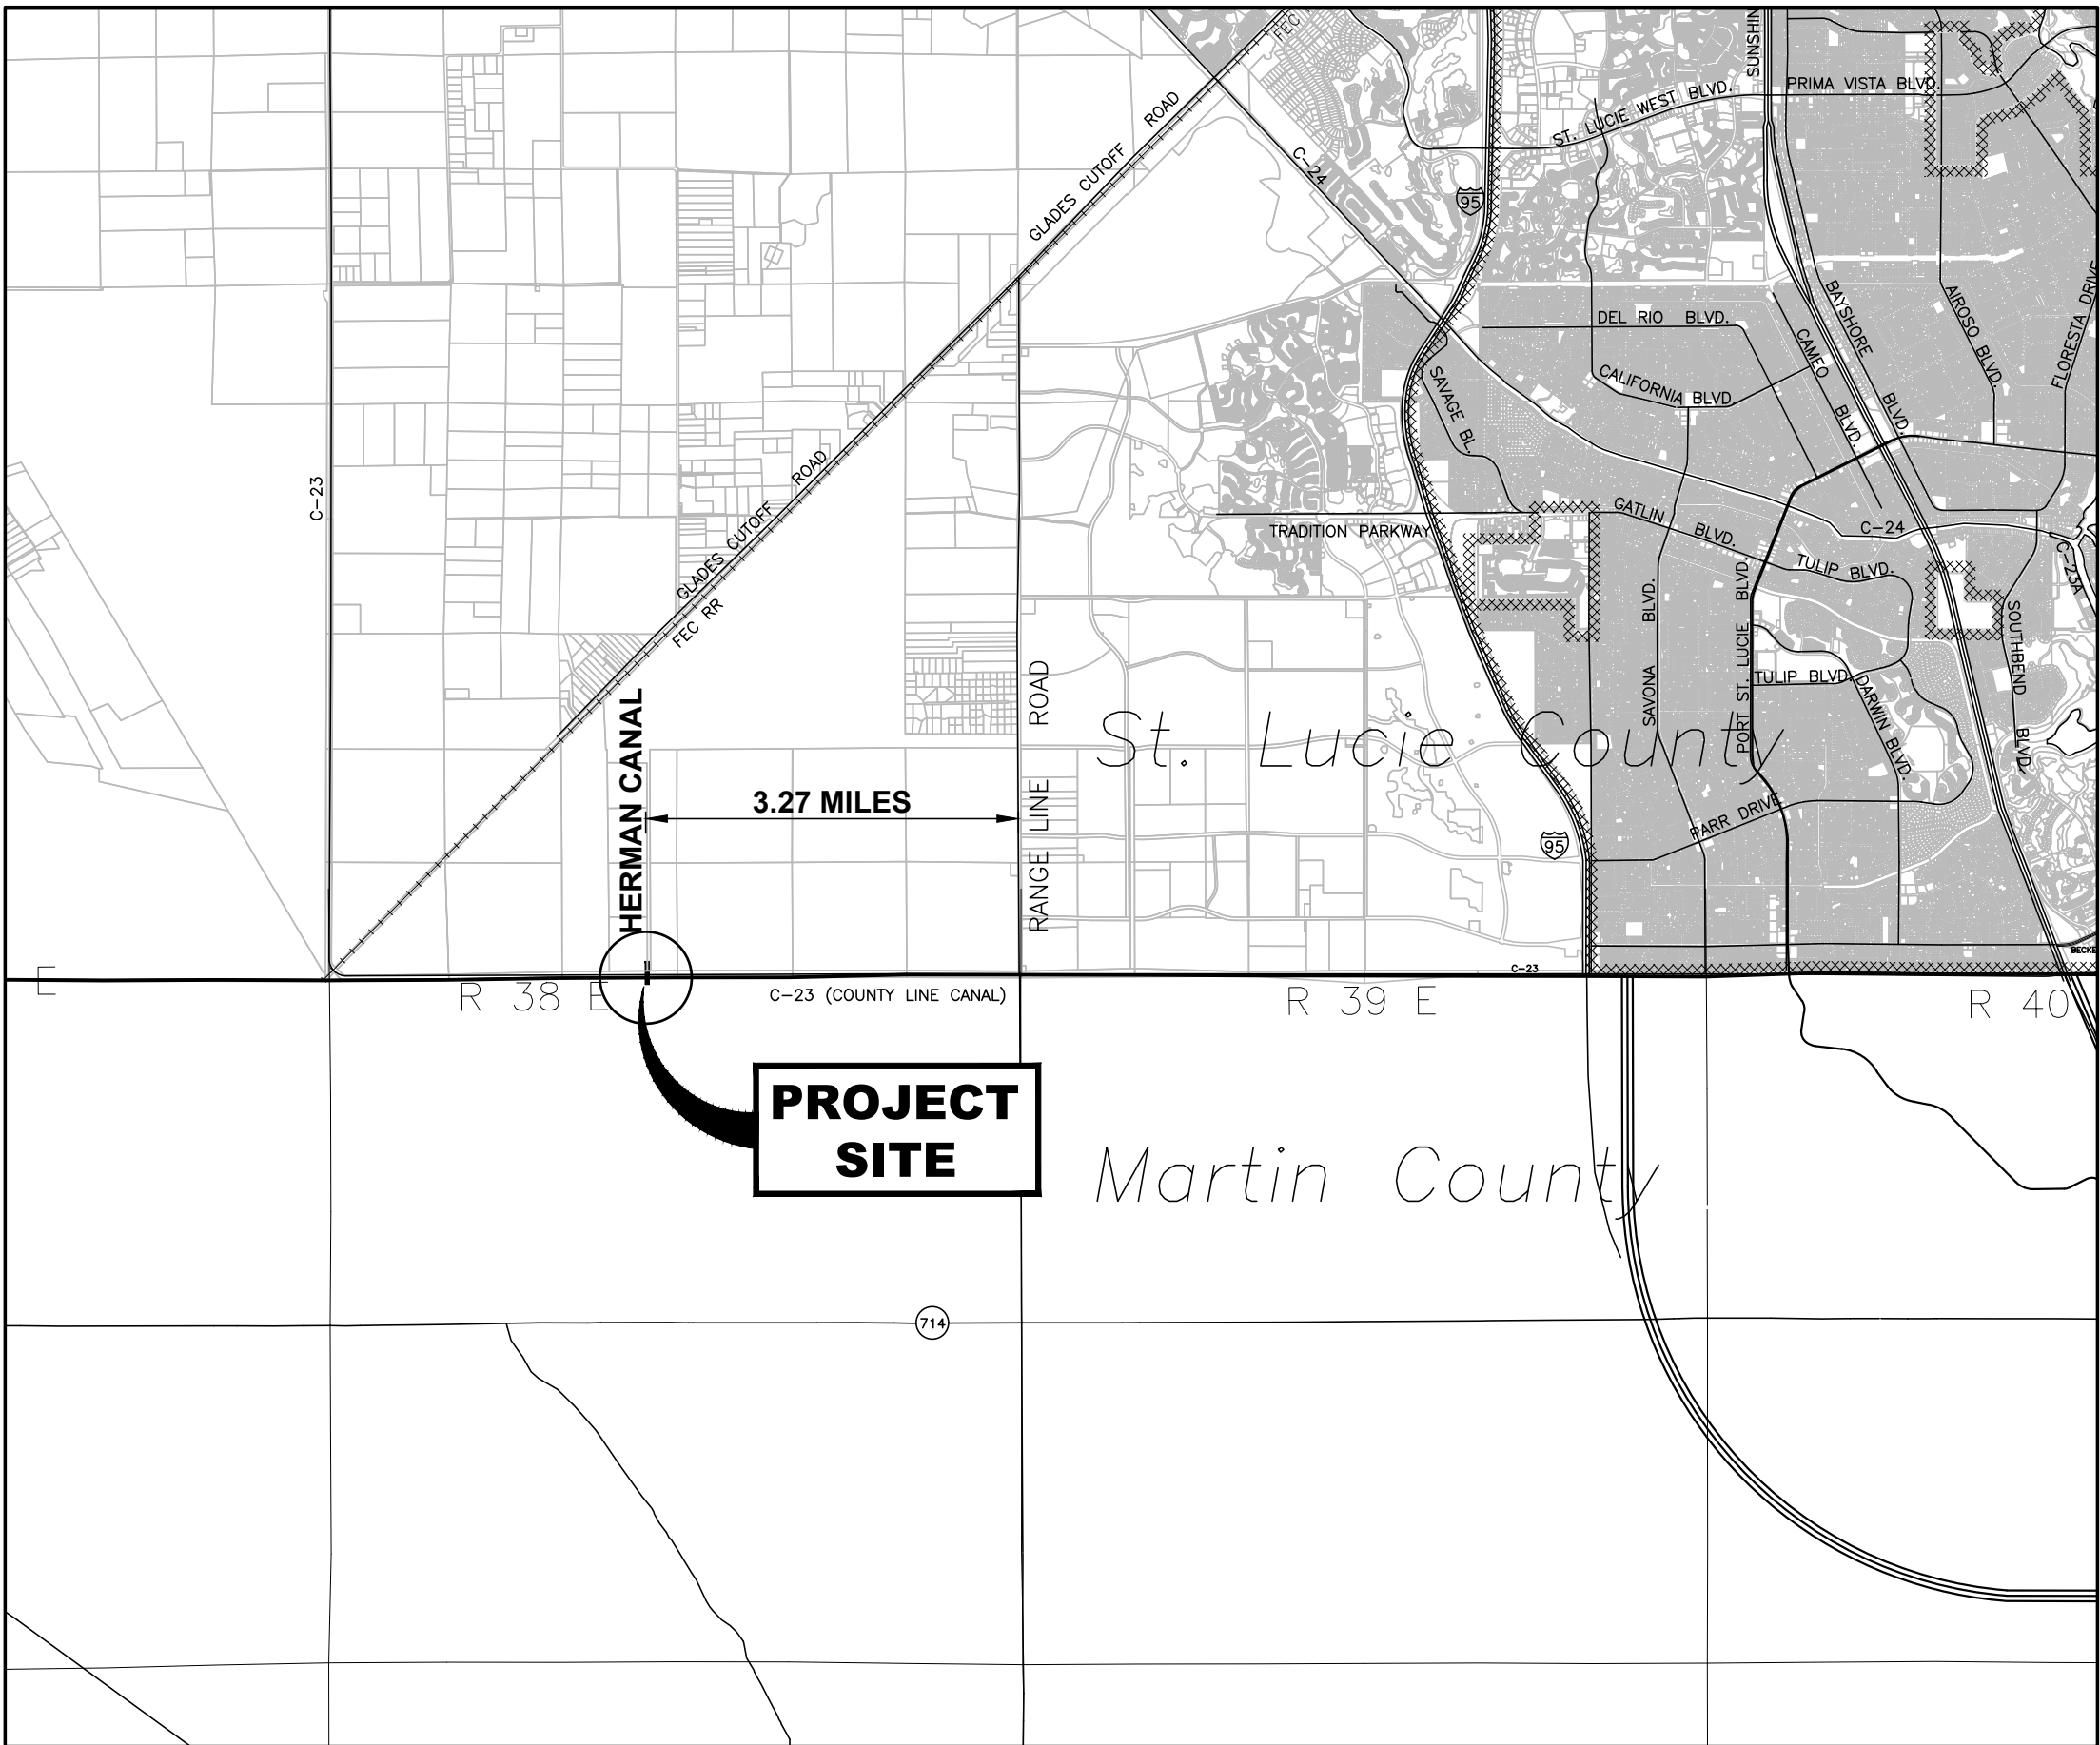 FEC
SUNSHIN
PRIMA VISTA BLVD.
ST. LUCIE WEST BLVD.
GLADES CUTOFF ROAD
C-24
95
DEL RIO BLVD.
CAMEO BLVD.
BAYSHORE BLVD.
AIROSO BLVD.
FLORESTA DRIVE
CALIFORNIA BLVD.
SAVAGE BL.
C-23
GLADES CUTOFF ROAD
FEC RR
TRADITION PARKWAY
GATLIN BLVD.
C-24
C-23A
TULIP BLVD.
SAVONA BLVD.
PORT ST. LUCIE BLVD.
TULIP BLVD.
DARWIN BLVD.
SOUTHBEND BLVD.
HERMAN CANAL
3.27 MILES
RANGE LINE ROAD
St. Lucie County
PARR DRIVE
95
BECKE
C-23
E
R 38 E
C-23 (COUNTY LINE CANAL)
R 39 E
R 40
PROJECT
SITE
Martin County
714